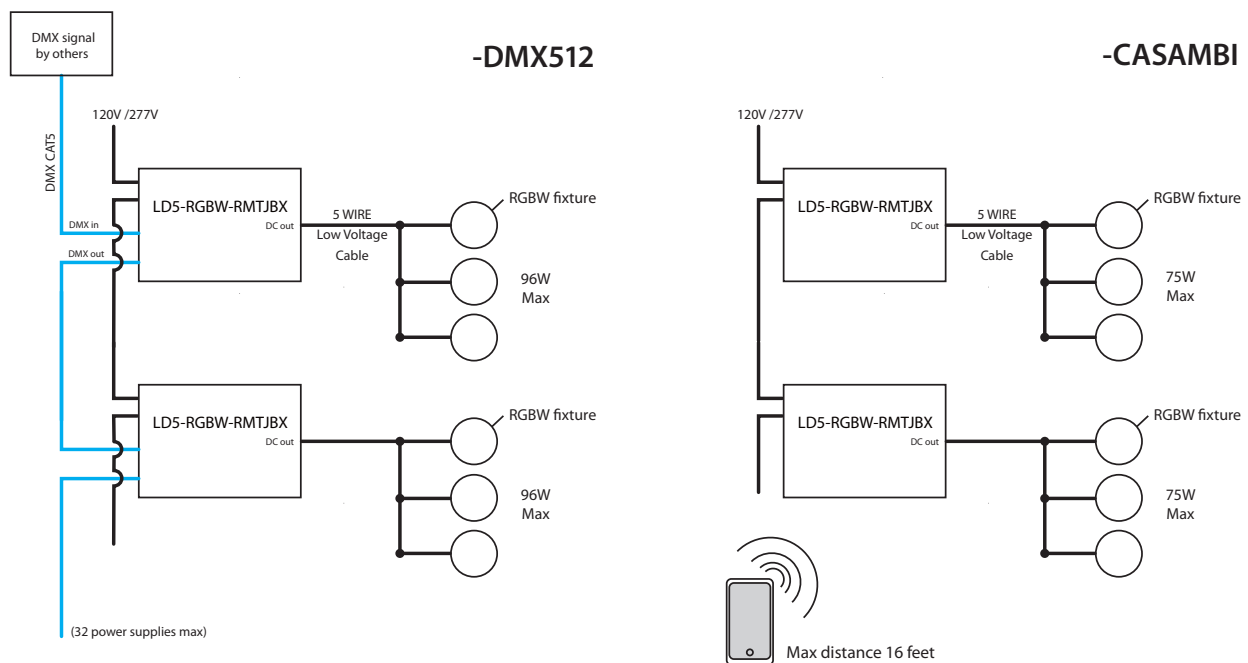 DMX signal
by others
-DMX512
120V /277V
DMX CAT5
LD5-RGBW-RMTJBX
DC out
DMX in
DMX out
5 WIRE
Low Voltage
Cable
RGBW fixture
96W
Max
LD5-RGBW-RMTJBX
DC out
RGBW fixture
96W
Max
(32 power supplies max)
-CASAMBI
120V /277V
LD5-RGBW-RMTJBX
DC out
5 WIRE
Low Voltage
Cable
RGBW fixture
75W
Max
LD5-RGBW-RMTJBX
DC out
RGBW fixture
75W
Max
Max distance 16 feet